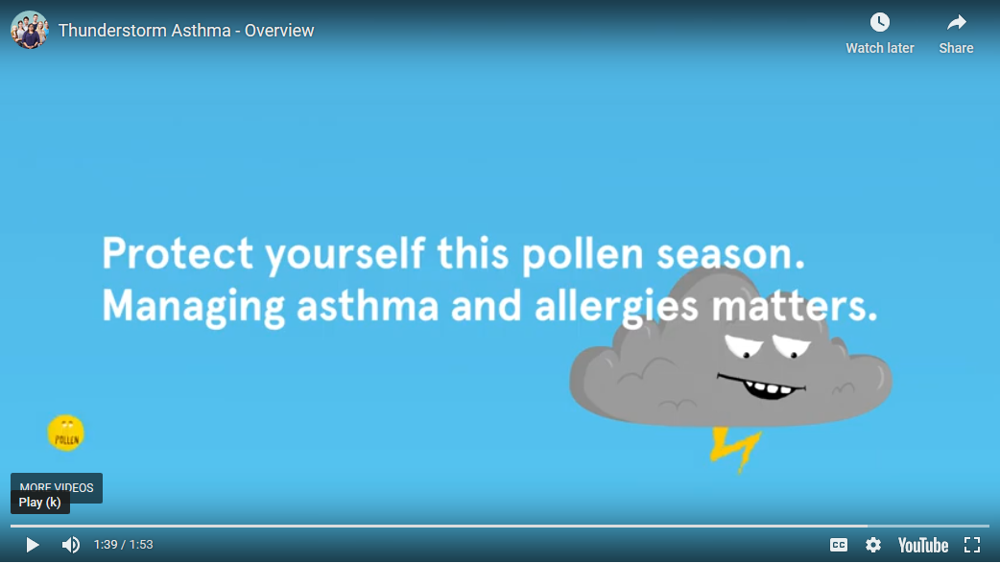 Thunderstorm Asthma - Overview
Watch later
Share
Protect yourself this pollen season.
Managing asthma and allergies matters.
POLLEN
MORE VIDEOS
Play (k)
1:39 / 1:53
CC
YouTube